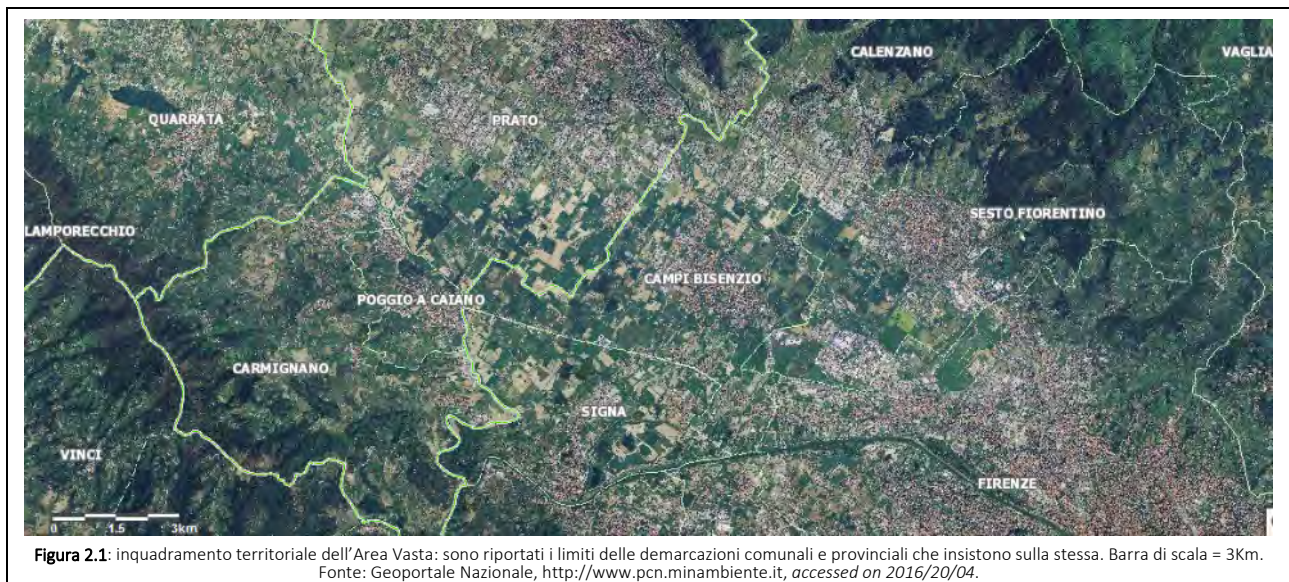 CALENZANO
VAGLIA
QUARRATA
PRATO
SESTO FIORENTINO
LAMPORECCHIO
CAMPI BISENZIO
POGGIO A CAIANO
CARMIGNANO
SIGNA
VINCI
FIRENZE
0 1.5 3km
Figura 2.1: inquadramento territoriale dell'Area Vasta: sono riportati i limiti delle demarcazioni comunali e provinciali che insistono sulla stessa. Barra di scala = 3Km.
Fonte: Geoportale Nazionale, http://www.pcn.minambiente.it, accessed on 2016/20/04.